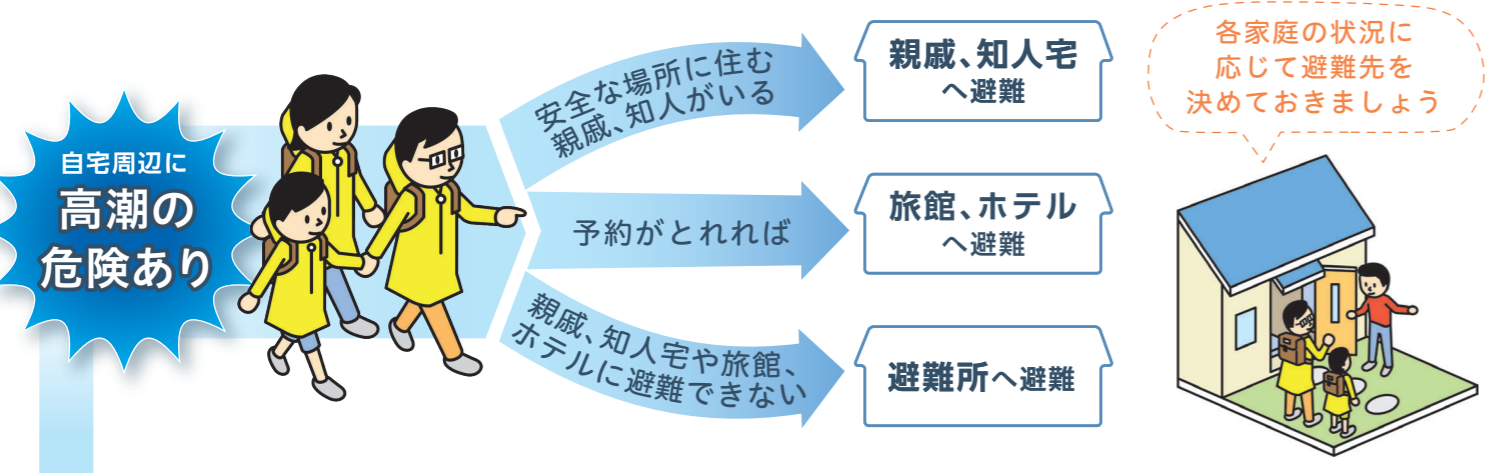 自宅周辺に
高潮の
危険あり
安全な場所に住む
親戚、知人がいる
親戚、知人宅
へ避難
予約がとれれば
旅館、ホテル
へ避難
親戚、知人宅や旅館、
ホテルに避難できない
避難所へ避難
各家庭の状況に
応じて避難先を
決めておきましょう